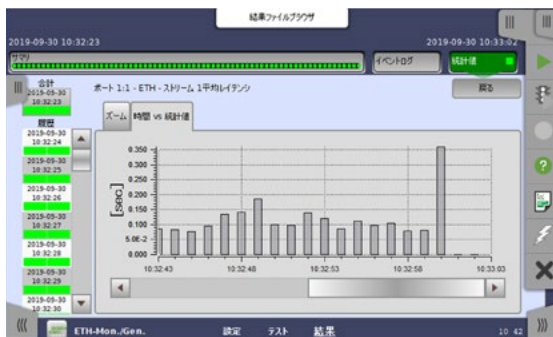 結果ファイルブラウザ
2019-09-30 10:32:23
2019-09-30 10:33:02
サマリ
イベントログ
統計値
合計
2019-09-30
10:32:23
ポート 1:1 - ETH - ストリーム 1平均レイテンシ
戻る
履歴
ズーム
時間 vs 統計値
2019-09-30
10:32:24
2019-09-30
10:32:25
2019-09-30
10:32:26
2019-09-30
10:32:27
2019-09-30
10:32:28
2019-09-30
10:32:29
2019-09-30
10:32:30
[sec]
0.350
0.300
0.250
0.200
0.150
0.100
5.0E-2
0.000
10:32:43
10:32:48
10:32:53
10:32:58
10:33:03
ETH-Mon./Gen.
設定
テスト
結果
10 42